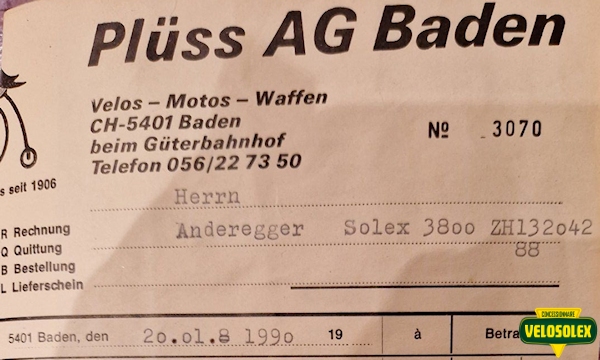 Plüss AG Baden
Velos – Motos – Waffen
CH-5401 Baden
beim Güterbahnhof
Telefon 056/22 73 50
Nº 3070
s seit 1906
Herrn
R Rechnung
Anderegger Solex 38oo ZH132o42
Q Quittung
88
B Bestellung
L Lieferschein
5401 Baden, den 2o.o1.8 199o 19 à Betra
CONCESSIONNAIRE
VELOSOLEX